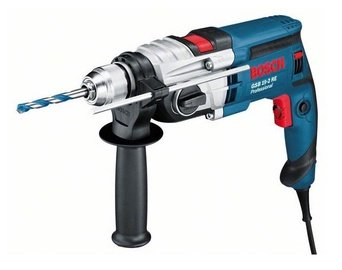 BOSCH
GSB 19-2 RE
Professional